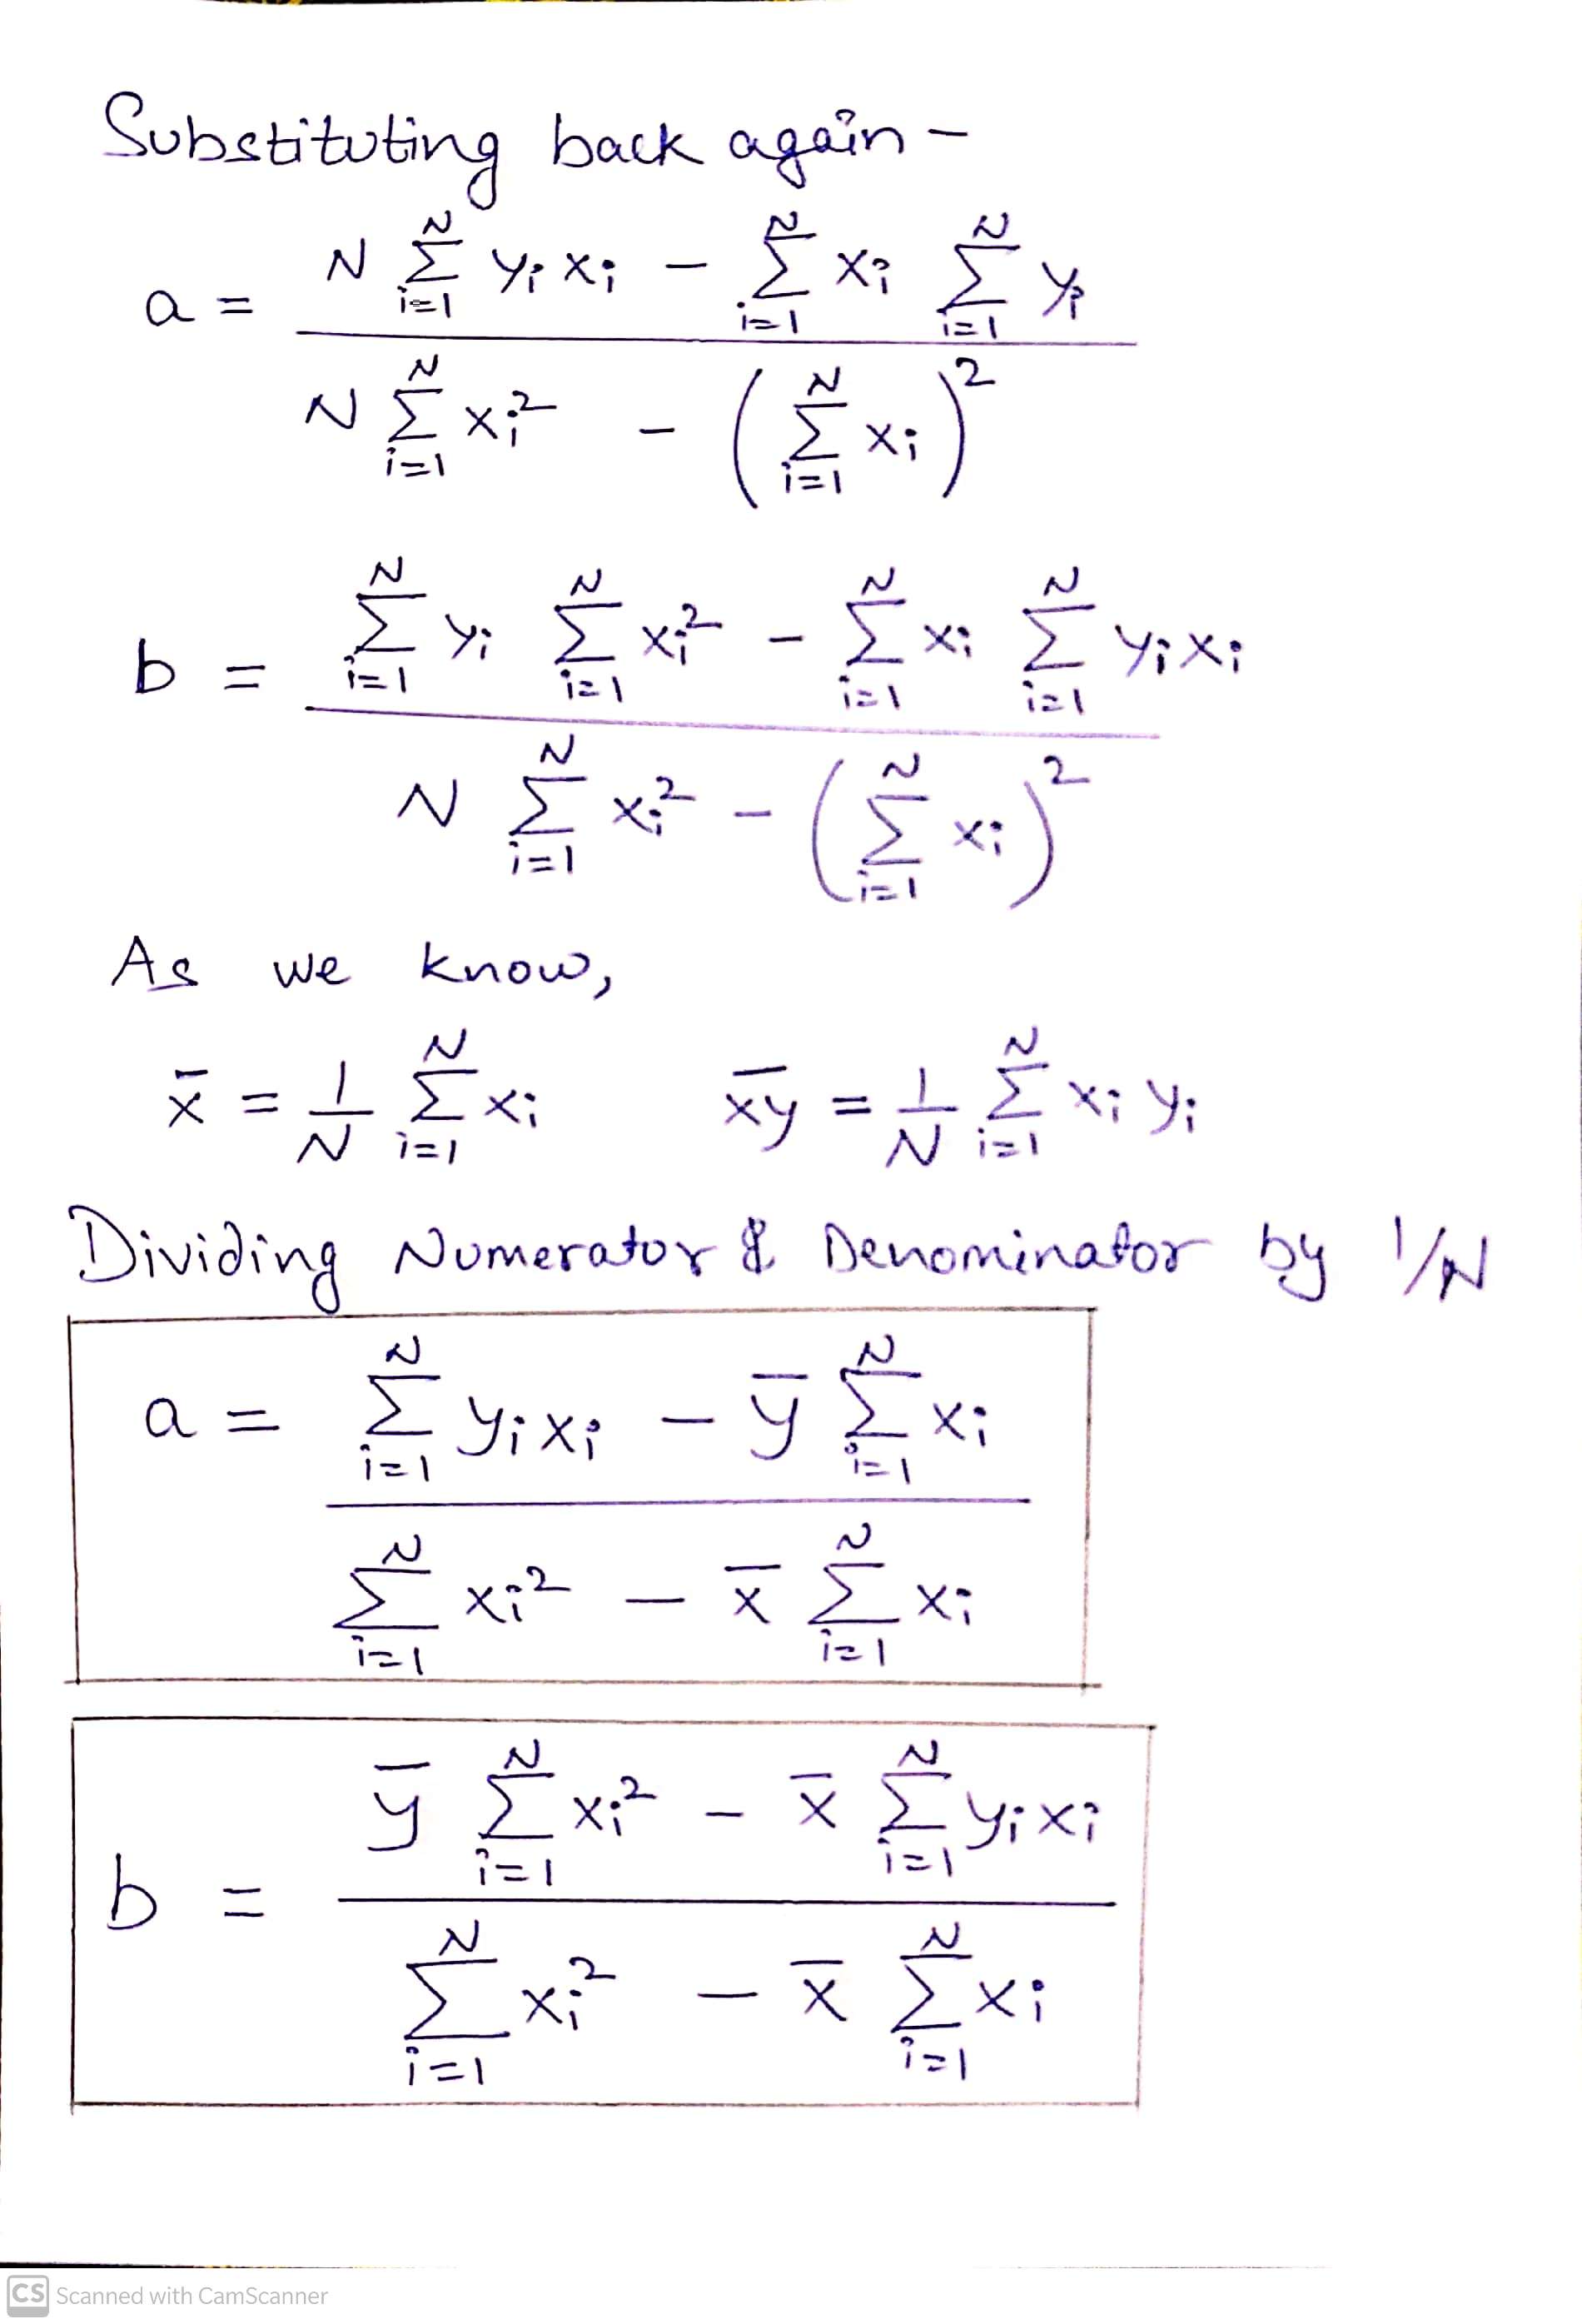 Substituting back again -
a = \frac{N \sum_{i=1}^{N} y_i x_i - \sum_{i=1}^{N} x_i \sum_{i=1}^{N} y_i}{N \sum_{i=1}^{N} x_i^2 - \left( \sum_{i=1}^{N} x_i \right)^2}
b = \frac{\sum_{i=1}^{N} y_i \sum_{i=1}^{N} x_i^2 - \sum_{i=1}^{N} x_i \sum_{i=1}^{N} y_i x_i}{N \sum_{i=1}^{N} x_i^2 - \left( \sum_{i=1}^{N} x_i \right)^2}
As we know,
\bar{x} = \frac{1}{N} \sum_{i=1}^{N} x_i \quad \overline{xy} = \frac{1}{N} \sum_{i=1}^{N} x_i y_i
Dividing Numerator & Denominator by 1/N
a = \frac{\sum_{i=1}^{N} y_i x_i - \bar{y} \sum_{i=1}^{N} x_i}{\sum_{i=1}^{N} x_i^2 - \bar{x} \sum_{i=1}^{N} x_i}
b = \frac{\bar{y} \sum_{i=1}^{N} x_i^2 - \bar{x} \sum_{i=1}^{N} y_i x_i}{\sum_{i=1}^{N} x_i^2 - \bar{x} \sum_{i=1}^{N} x_i}
CS Scanned with CamScanner